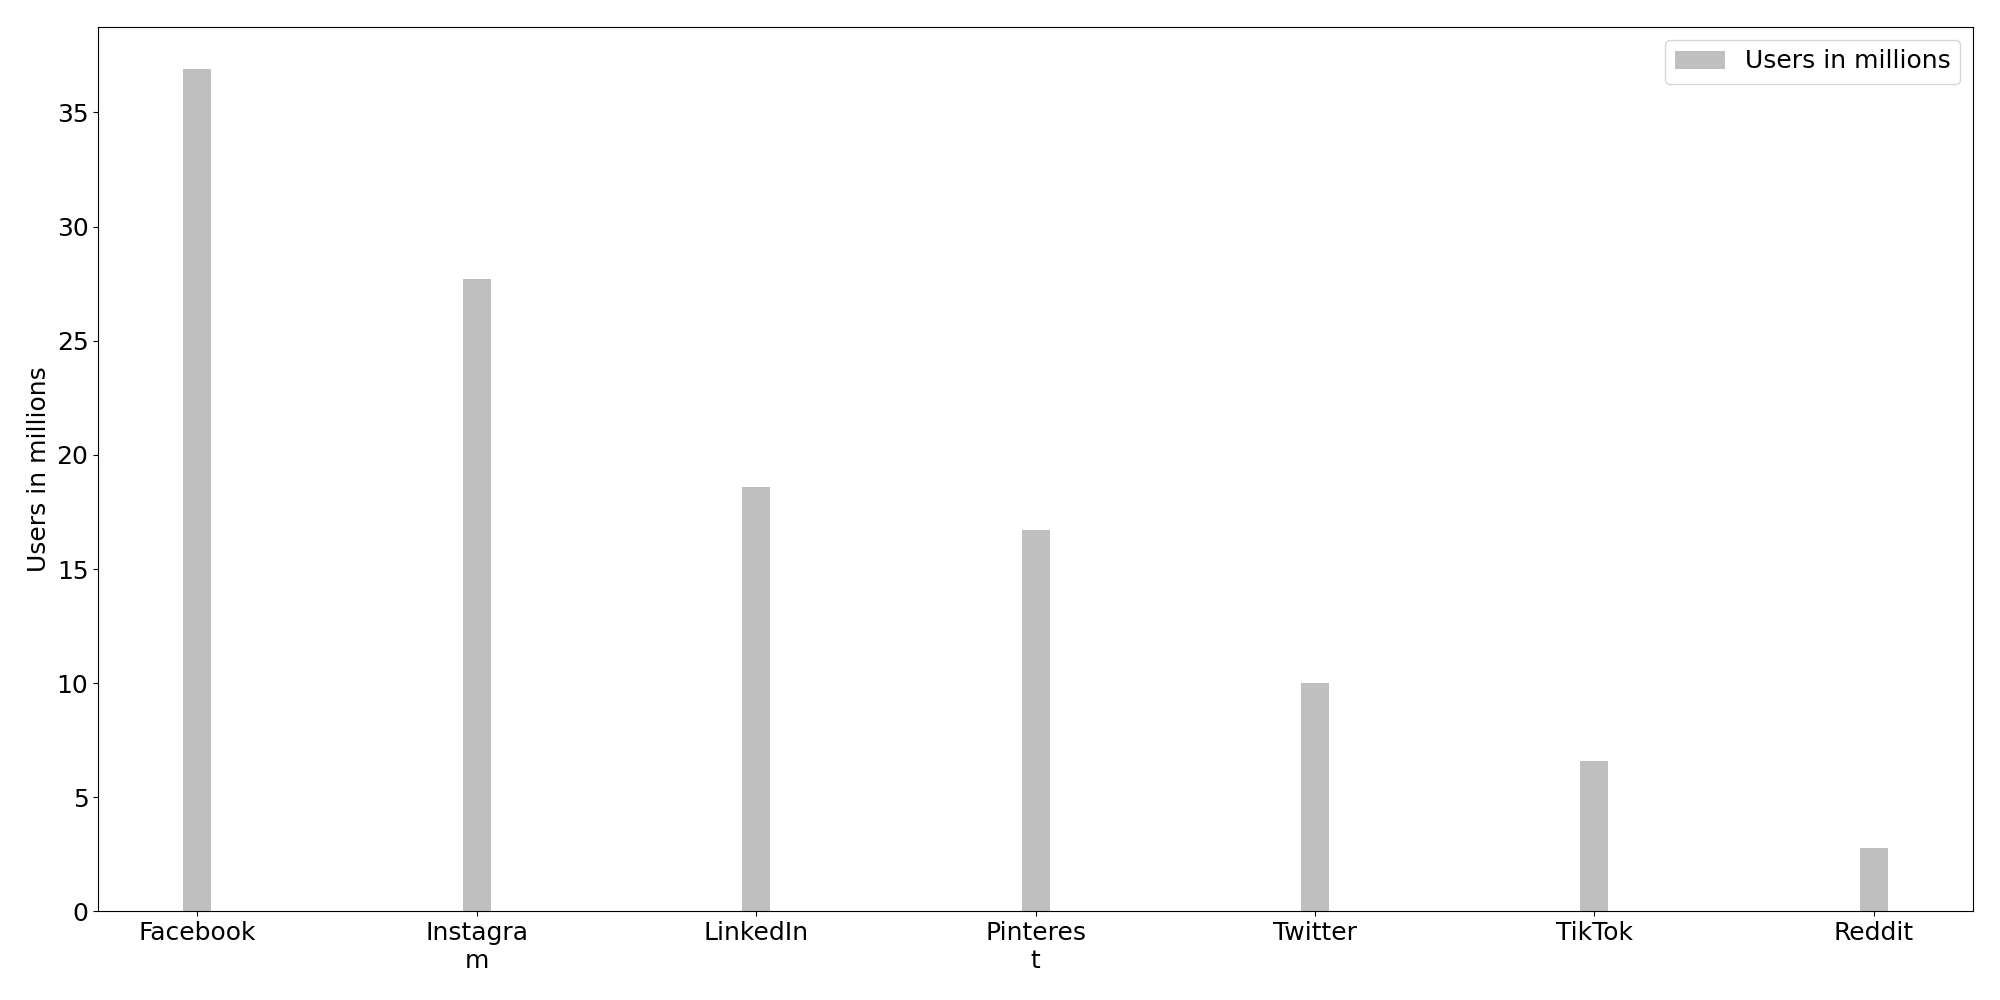 Users in millions
35
30
25
20
15
10
5
0
Users in millions
Facebook
Instagra
m
LinkedIn
Pinteres
t
Twitter
TikTok
Reddit